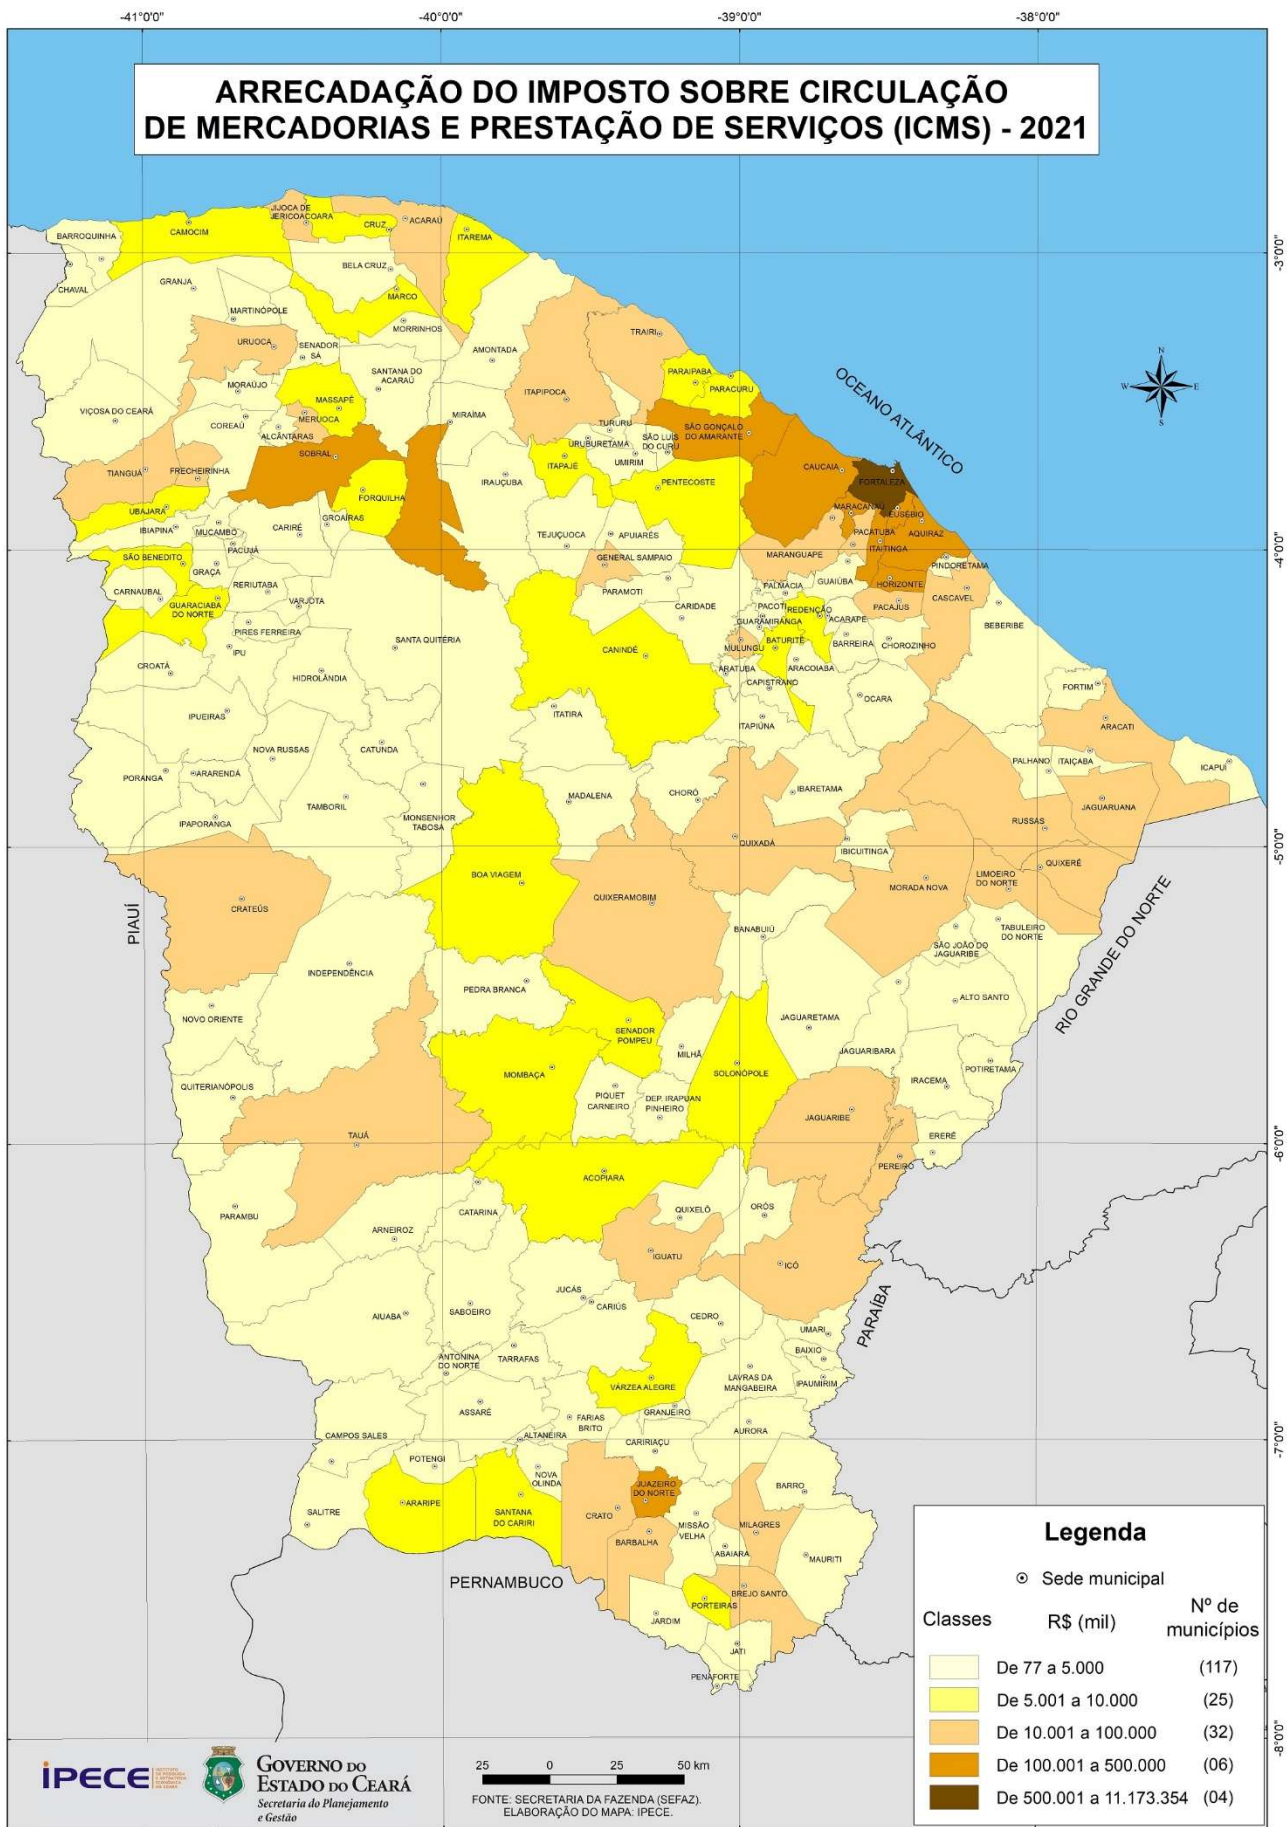 -41°0'0"
-40°0'0"
-39°0'0"
-38°0'0"
ARRECADAÇÃO DO IMPOSTO SOBRE CIRCULAÇÃO
DE MERCADORIAS E PRESTAÇÃO DE SERVIÇOS (ICMS) - 2021
JIJOCA DE
JERICOACOARA
CAMOCIM
CRUZ
ACARAÚ
BARROQUINHA
ITAREMA
-3°0'0"
CHAVAL
BELA CRUZ
GRANJA
MARCO
MARTINÓPOLE
MORRINHOS
TRAIRI
URUOCA
SENADOR
SÁ
AMONTADA
SANTANA DO
ACARAÚ
PARAIPABA
PARACURU
OCEANO ATLÂNTICO
N
W
E
S
MORAÚJO
MASSAPÊ
ITAPIPOCA
VIÇOSA DO CEARÁ
MERUOCA
MIRAÍMA
COREAÚ
ALCÂNTARAS
TURURU
SÃO GONÇALO
DO AMARANTE
URUBURETAMA
SÃO LUÍS
DO CURU
SOBRAL
UMIRIM
ITAPAJÉ
CAUCAIA
TIANGUÁ
FRECHEIRINHA
IRAUÇUBA
PENTECOSTE
FORTALEZA
FORQUILHA
UBAJARA
MARACANAÚ
EUSÉBIO
GROAÍRAS
IBIAPINA
MUCAMBO
CARIRÉ
TEJUÇUOCA
APUIARÉS
PACATUBA
AQUIRAZ
PACUJÁ
ITAITINGA
-4°0'0"
SÃO BENEDITO
GENERAL SAMPAIO
MARANGUAPE
PINDORETAMA
GRAÇA
RERIUTABA
PARAMOTI
PALMÁCIA
GUAIÚBA
HORIZONTE
CARNAUBAL
GUARACIABA
DO NORTE
VARJOTA
CARIDADE
PACOTI
REDENÇÃO
PACAJUS
CASCAVEL
GUARAMIRANGA
ACARAPE
BEBERIBE
PIRES FERREIRA
MULUNGU
BATURITÉ
BARREIRA
CHOROZINHO
IPU
SANTA QUITÉRIA
CANINDÉ
CROATÁ
ARATUBA
ARACOIABA
HIDROLÂNDIA
CAPISTRANO
FORTIM
OCARA
IPUEIRAS
ITATIRA
ITAPIÚNA
ARACATI
NOVA RUSSAS
CATUNDA
PORANGA
ARARENDÁ
PALHANO
ITAIÇABA
ICAPUÍ
TAMBORIL
MADALENA
CHORÓ
IBARETAMA
JAGUARUANA
IPAPORANGA
MONSENHOR
TABOSA
RUSSAS
-5°0'0"
QUIXADÁ
IBICUITINGA
BOA VIAGEM
LIMOEIRO
DO NORTE
QUIXERÉ
MORADA NOVA
CRATEÚS
QUIXERAMOBIM
PIAUÍ
TABULEIRO
DO NORTE
BANABUIÚ
SÃO JOÃO DO
JAGUARIBE
RIO GRANDE DO NORTE
INDEPENDÊNCIA
PEDRA BRANCA
ALTO SANTO
NOVO ORIENTE
JAGUARETAMA
SENADOR
POMPEU
MILHÃ
JAGUARIBARA
SOLONÓPOLE
POTIRETAMA
MOMBAÇA
IRACEMA
QUITERIANÓPOLIS
PIQUET
CARNEIRO
DEP. IRAPUAN
PINHEIRO
JAGUARIBE
TAUÁ
ERERÊ
-6°0'0"
PEREIRO
ACOPIARA
PARAMBU
CATARINA
QUIXELÔ
ORÓS
ARNEIROZ
IGUATU
ICÓ
JUCÁS
CARIÚS
AIUABA
SABOEIRO
CEDRO
UMARI
PARAÍBA
ANTONINA
DO NORTE
TARRAFAS
BAIXIO
LAVRAS DA
MANGABEIRA
IPAUMIRIM
VÁRZEA ALEGRE
ASSARÉ
GRANJEIRO
FARIAS
BRITO
AURORA
CAMPOS SALES
ALTANEIRA
CARIRIAÇU
-7°0'0"
POTENGI
NOVA
OLINDA
JUAZEIRO
DO NORTE
BARRO
SALITRE
ARARIPE
SANTANA
DO CARIRI
CRATO
MISSÃO
VELHA
MILAGRES
BARBALHA
ABAIARA
MAURITI
PERNAMBUCO
BREJO SANTO
PORTEIRAS
JARDIM
JATI
PENAFORTE
-8°0'0"
Legenda
Sede municipal
Classes
R$ (mil)
Nº de
municípios
De 77 a 5.000 (117)
De 5.001 a 10.000 (25)
De 10.001 a 100.000 (32)
De 100.001 a 500.000 (06)
De 500.001 a 11.173.354 (04)
iPECE
GOVERNO DO
ESTADO DO CEARÁ
Secretaria do Planejamento
e Gestão
25 0 25 50 km
FONTE: SECRETARIA DA FAZENDA (SEFAZ).
ELABORAÇÃO DO MAPA: IPECE.